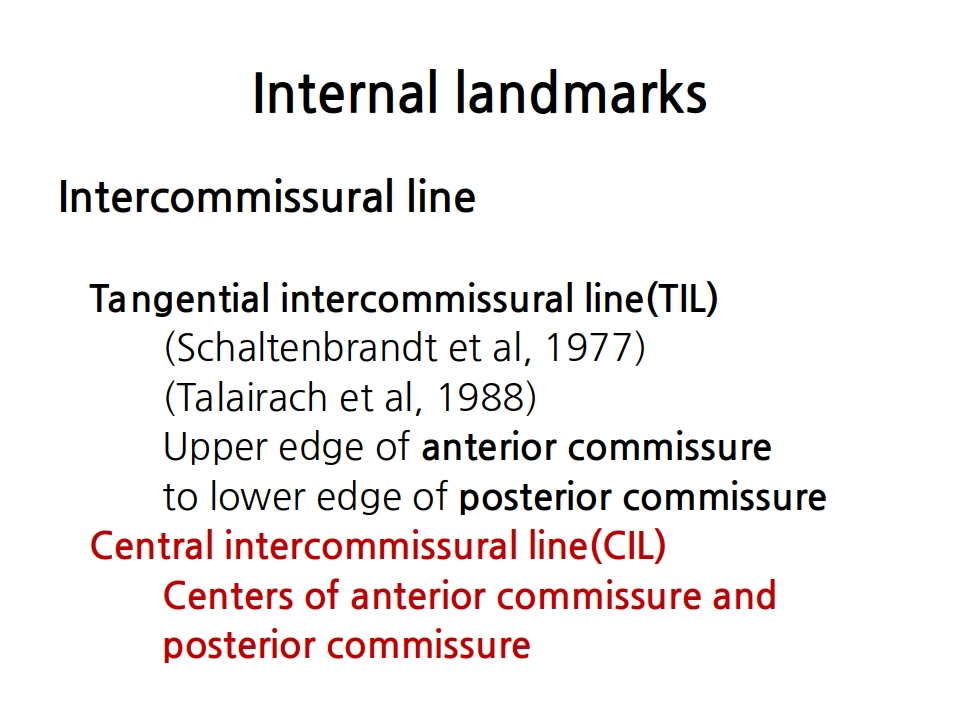 Internal landmarks
Intercommissural line
Tangential intercommissural line(TIL)
(Schaltenbrandt et al, 1977)
(Talairach et al, 1988)
Upper edge of anterior commissure
to lower edge of posterior commissure
Central intercommissural line(CIL)
Centers of anterior commissure and
posterior commissure